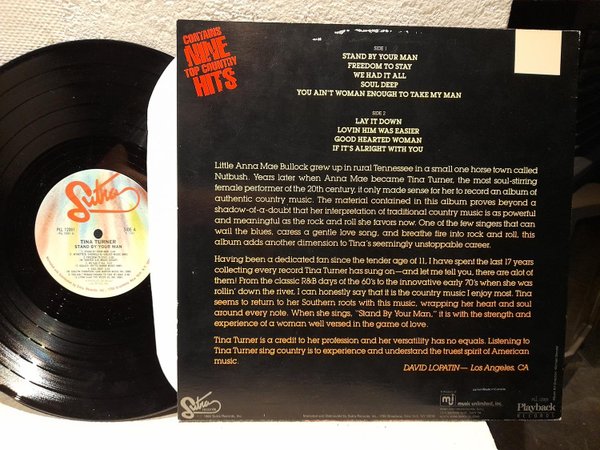 CONTAINS
NINE
TOP COUNTRY
HITS
SIDE 1
STAND BY YOUR MAN
FREEDOM TO STAY
WE HAD IT ALL
SOUL DEEP
YOU AIN'T WOMAN ENOUGH TO TAKE MY MAN
SIDE 2
LAY IT DOWN
LOVIN HIM WAS EASIER
GOOD HEARTED WOMAN
IF IT'S ALRIGHT WITH YOU
Little Anna Mae Bullock grew up in rural Tennessee in a small one horse town called
Nutbush. Years later when Anna Mae became Tina Turner, the most soul-stirring
female performer of the 20th century, it only made sense for her to record an album of
authentic country music. The material contained in this album proves beyond a
shadow-of-a-doubt that her interpretation of traditional country music is as powerful
and meaningful as the rock and roll she favors now. One of the few singers that can
wail the blues, caress a gentle love song, and breathe fire into rock and roll, this
album adds another dimension to Tina's seemingly unstoppable career.
Having been a dedicated fan since the tender age of 11, I have spent the last 17 years
collecting every record Tina Turner has sung on—and let me tell you, there are alot of
them! From the classic R&B days of the 60's to the innovative early 70's when she was
rollin' down the river, I can honestly say that it is the country music I enjoy most. Tina
seems to return to her Southern roots with this music, wrapping her heart and soul
around every note. When she sings, "Stand By Your Man," it is with the strength and
experience of a woman well versed in the game of love.
Tina Turner is a credit to her profession and her versatility has no equals. Listening to
Tina Turner sing country is to experience and understand the truest spirit of American
music.
DAVID LOPATIN— Los Angeles, CA
Sutra
SIDE A
TINA TURNER
STAND BY YOUR MAN
Sutra
RECORDS
mj
music unlimited, inc.
Playback
RECORDS